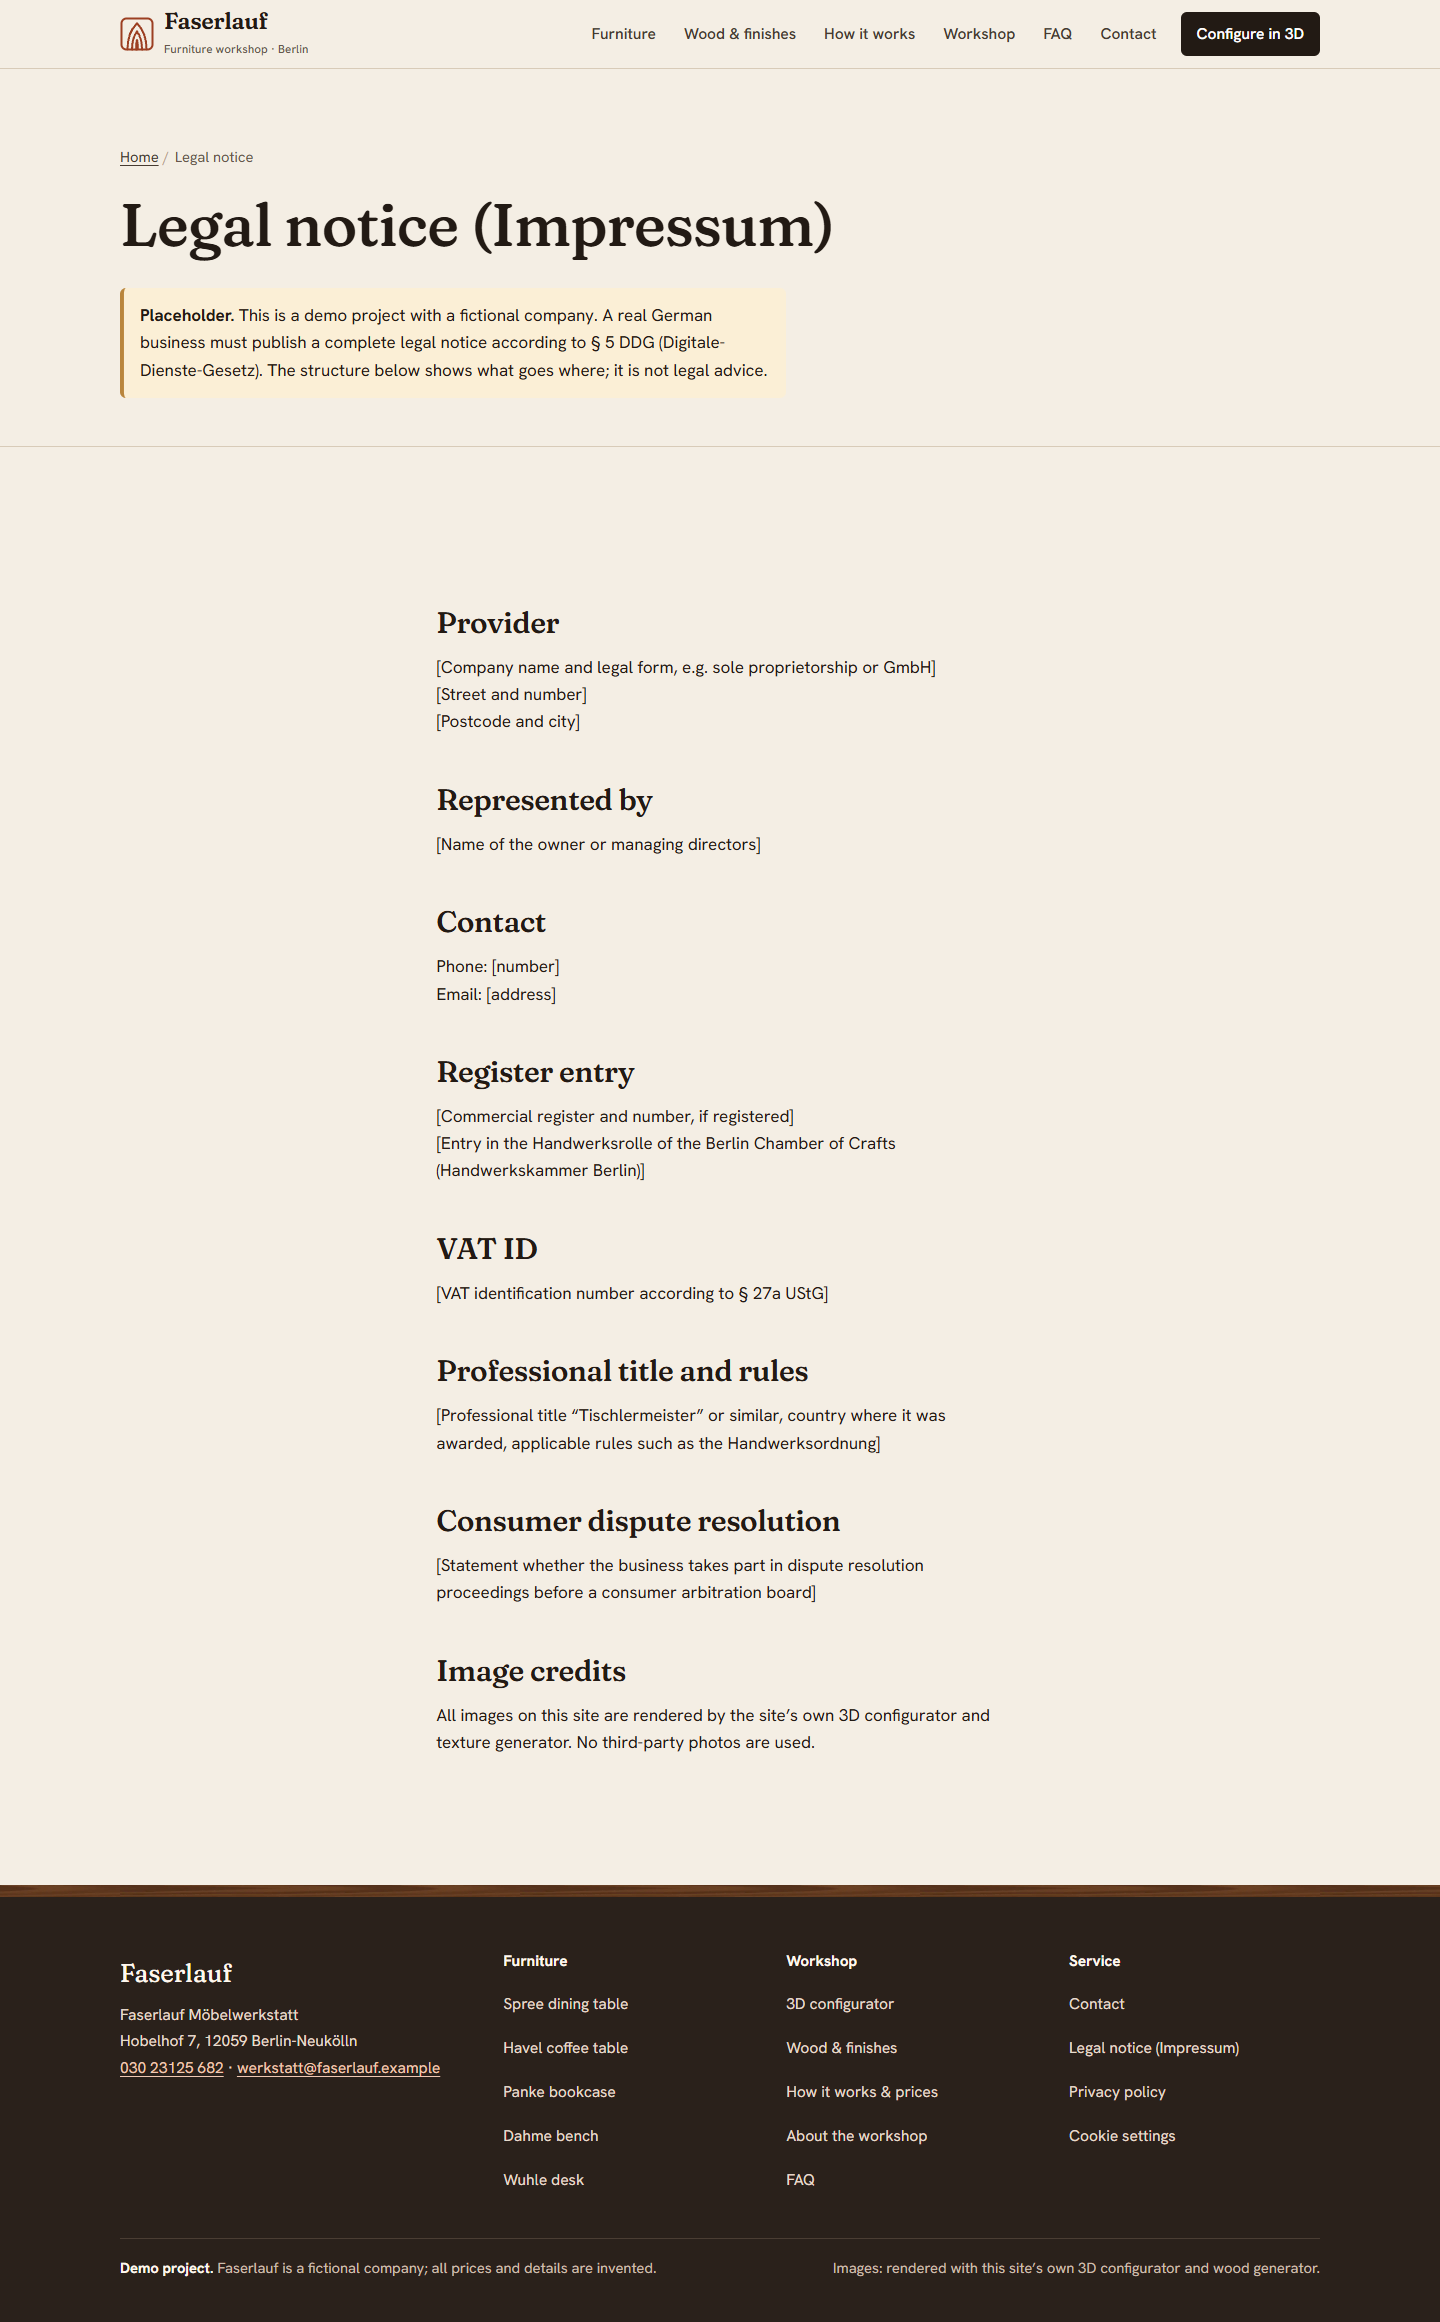 Faserlauf
Furniture workshop · Berlin
Furniture
Wood & finishes
How it works
Workshop
FAQ
Contact
Configure in 3D
Home / Legal notice
Legal notice (Impressum)
Placeholder. This is a demo project with a fictional company. A real German
business must publish a complete legal notice according to § 5 DDG (Digitale-
Dienste-Gesetz). The structure below shows what goes where; it is not legal advice.
Provider
[Company name and legal form, e.g. sole proprietorship or GmbH]
[Street and number]
[Postcode and city]
Represented by
[Name of the owner or managing directors]
Contact
Phone: [number]
Email: [address]
Register entry
[Commercial register and number, if registered]
[Entry in the Handwerksrolle of the Berlin Chamber of Crafts
(Handwerkskammer Berlin)]
VAT ID
[VAT identification number according to § 27a UStG]
Professional title and rules
[Professional title “Tischlermeister” or similar, country where it was
awarded, applicable rules such as the Handwerksordnung]
Consumer dispute resolution
[Statement whether the business takes part in dispute resolution
proceedings before a consumer arbitration board]
Image credits
All images on this site are rendered by the site’s own 3D configurator and
texture generator. No third-party photos are used.
Faserlauf
Faserlauf Möbelwerkstatt
Hobelhof 7, 12059 Berlin-Neukölln
030 23125 682 · werkstatt@faserlauf.example
Furniture
Spree dining table
Havel coffee table
Panke bookcase
Dahme bench
Wuhle desk
Workshop
3D configurator
Wood & finishes
How it works & prices
About the workshop
FAQ
Service
Contact
Legal notice (Impressum)
Privacy policy
Cookie settings
Demo project. Faserlauf is a fictional company; all prices and details are invented.
Images: rendered with this site’s own 3D configurator and wood generator.